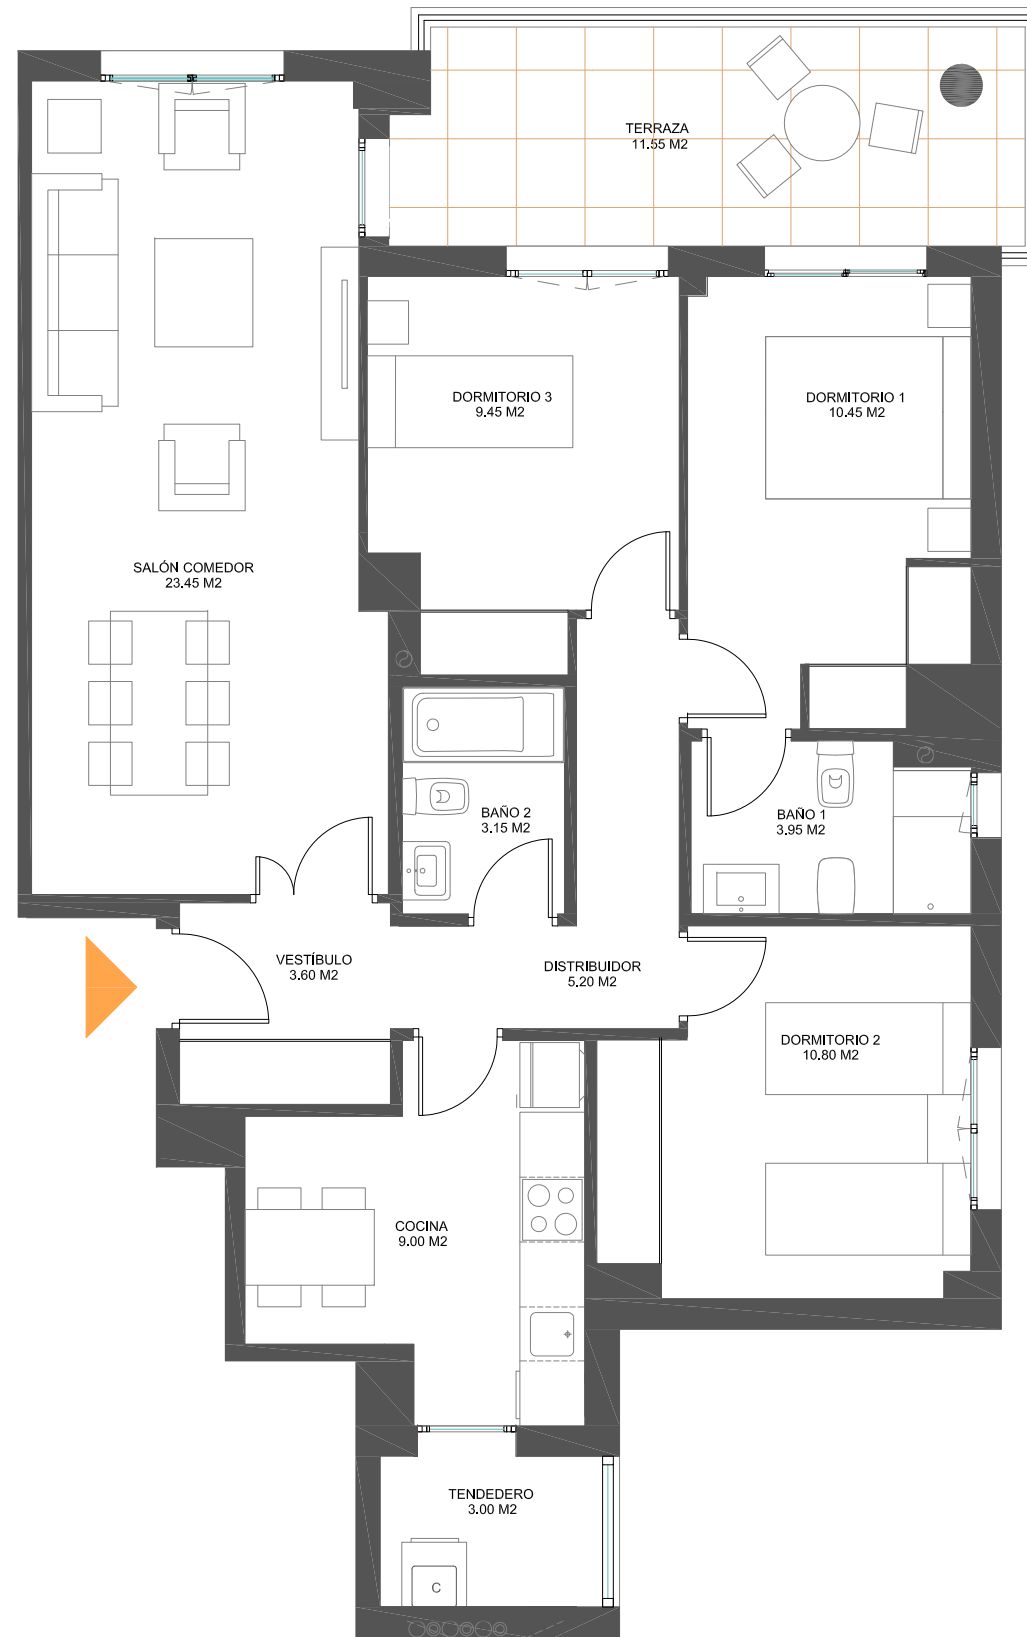 TERRAZA
11.55 M2
DORMITORIO 3
9.45 M2
DORMITORIO 1
10.45 M2
SALÓN COMEDOR
23.45 M2
BAÑO 2
3.15 M2
BAÑO 1
3.95 M2
VESTÍBULO
3.60 M2
DISTRIBUIDOR
5.20 M2
DORMITORIO 2
10.80 M2
COCINA
9.00 M2
TENDEDERO
3.00 M2
C